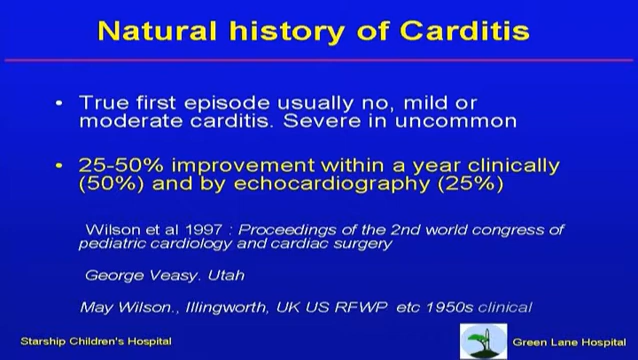 Natural history of Carditis
• True first episode usually no, mild or
moderate carditis. Severe in uncommon
• 25-50% improvement within a year clinically
(50%) and by echocardiography (25%)
Wilson et al 1997 : Proceedings of the 2nd world congress of
pediatric cardiology and cardiac surgery
George Veasy. Utah
May Wilson., Illingworth, UK US RFWP etc 1950s clinical
Starship Children's Hospital
Green Lane Hospital